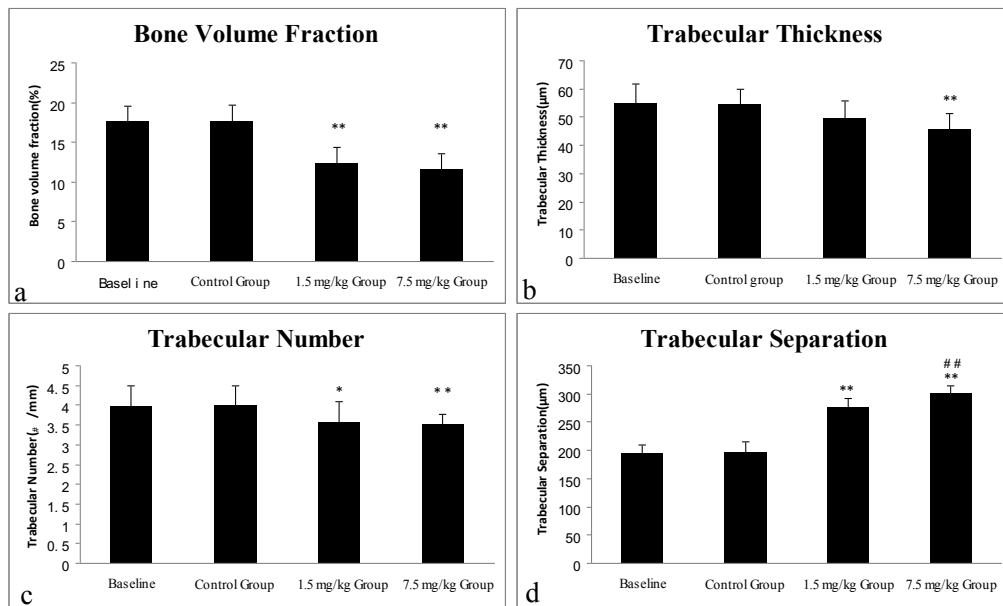 Bone Volume Fraction
Bone volume fraction(%)
25
20
15
10
5
0
** **
Baseline Control Group 1.5 mg/kg Group 7.5 mg/kg Group
a
Trabecular Thickness
Trabecular Thickness(μm)
70
60
50
40
30
20
10
0
**
Baseline Control group 1.5 mg/kg Group 7.5 mg/kg Group
b
Trabecular Number
Trabecular Number(#/mm)
5
4.5
4
3.5
3
2.5
2
1.5
1
0.5
0
* **
Baseline Control Group 1.5 mg/kg Group 7.5 mg/kg Group
c
Trabecular Separation
Trabecular Separation(μm)
350
300
250
200
150
100
50
0
**
##
**
Baseline Control Group 1.5 mg/kg Group 7.5 mg/kg Group
d